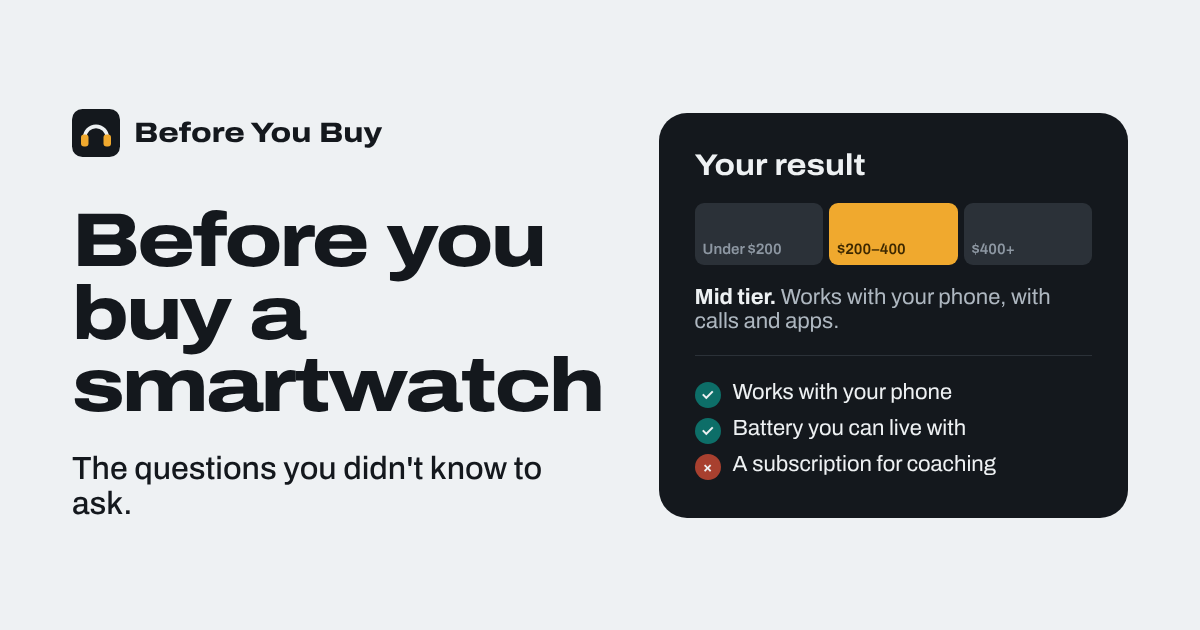 Before You Buy
Before you
buy a
smartwatch
The questions you didn't know to
ask.
Your result
Under $200
$200–400
$400+
Mid tier. Works with your phone, with
calls and apps.
Works with your phone
Battery you can live with
A subscription for coaching